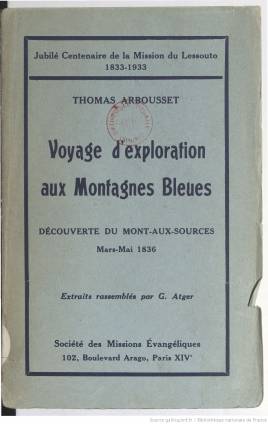 Jubilé Centenaire de la Mission du Lessouto
1833-1933
THOMAS ARBOUSSET
Voyage d'exploration
aux Montagnes Bleues
DÉCOUVERTE DU MONT-AUX-SOURCES
Mars-Mai 1836
Extraits rassemblés par G. Atger
Société des Missions Évangéliques
102, Boulevard Arago, Paris XIVᵉ
Source gallica.bnf.fr / Bibliothèque nationale de France